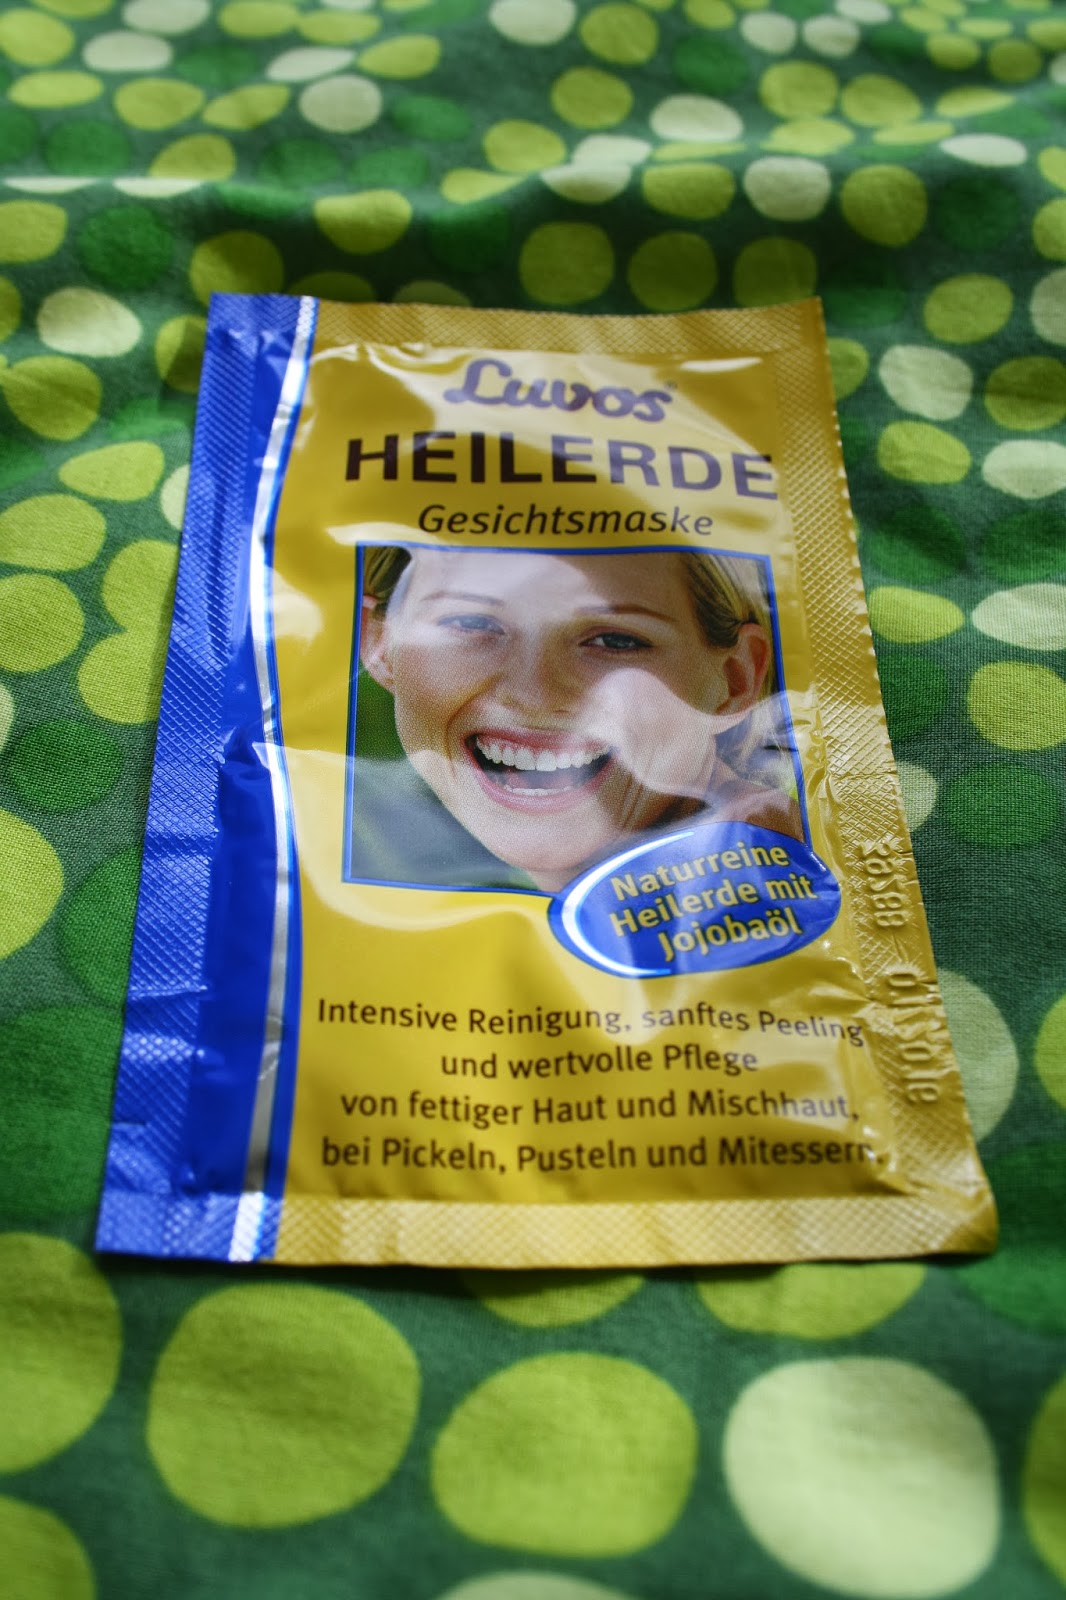 Luvos®
HEILERDE
Gesichtsmaske
Naturreine
Heilerde mit
Jojobaöl
Intensive Reinigung, sanftes Peeling
und wertvolle Pflege
von fettiger Haut und Mischhaut,
bei Pickeln, Pusteln und Mitessern.